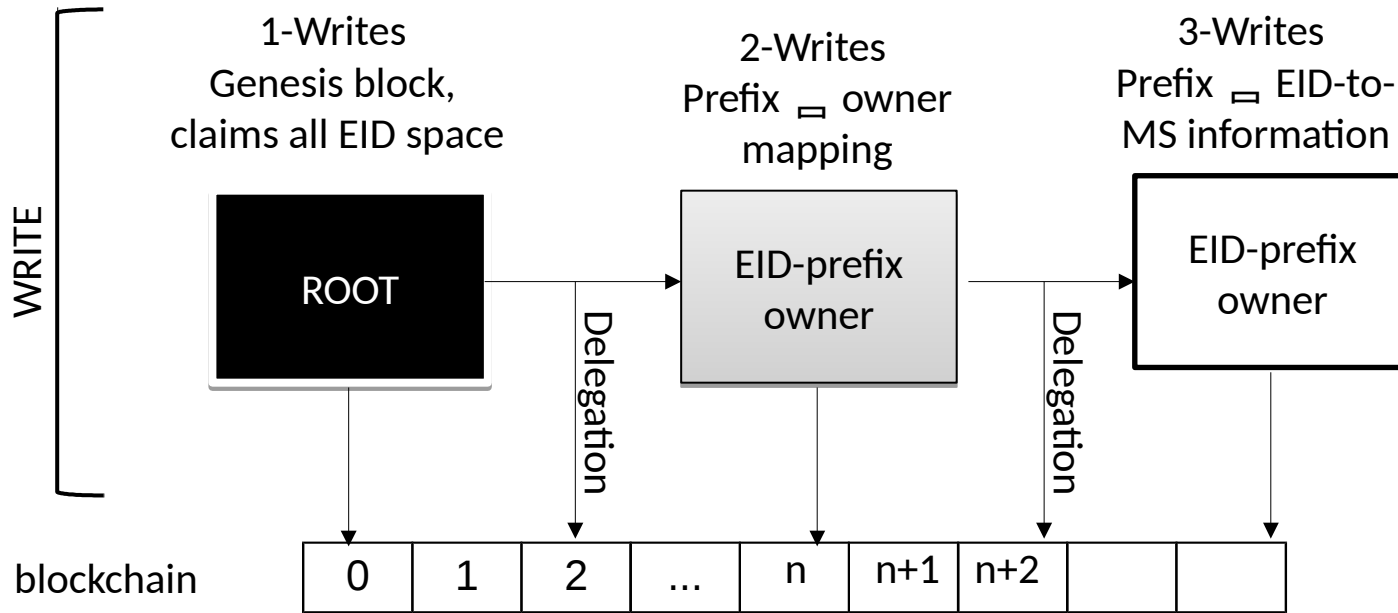 1-Writes
Genesis block,
claims all EID space
2-Writes
Prefix owner
mapping
3-Writes
Prefix EID-to-
MS information
WRITE
ROOT
EID-prefix
owner
EID-prefix
owner
Delegation
Delegation
blockchain
0 1 2 ... n n+1 n+2